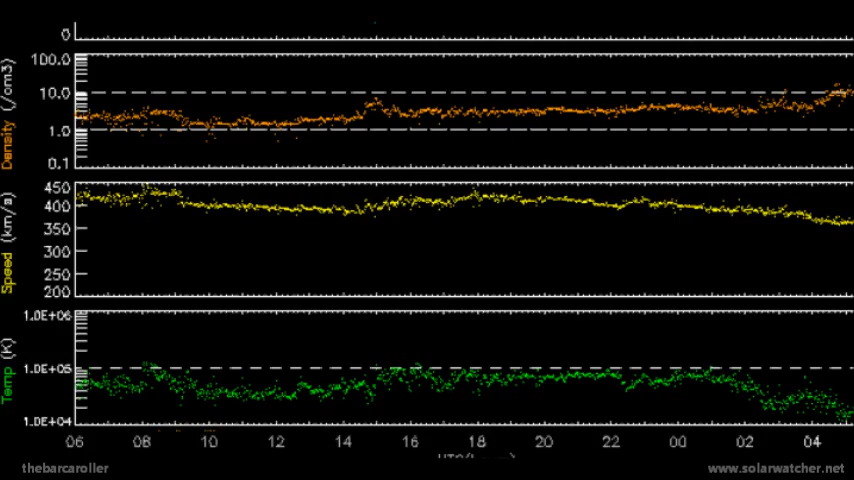 0
100.0
10.0
1.0
0.1
Density (/cm3)
450
400
350
300
250
200
Speed (km/s)
1.0E+06
1.0E+05
1.0E+04
Temp (K)
06 08 10 12 14 16 18 20 22 00 02 04
thebarcaroller www.solarwatcher.net